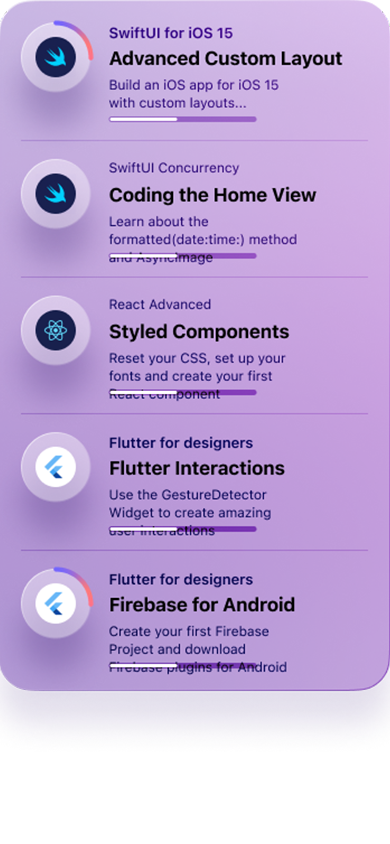 SwiftUI for iOS 15
Advanced Custom Layout
Build an iOS app for iOS 15
with custom layouts...
SwiftUI Concurrency
Coding the Home View
Learn about the
formatted(date:time:) method
and AsyncImage
React Advanced
Styled Components
Reset your CSS, set up your
fonts and create your first
React component
Flutter for designers
Flutter Interactions
Use the GestureDetector
Widget to create amazing
user interactions
Flutter for designers
Firebase for Android
Create your first Firebase
Project and download
Firebase plugins for Android